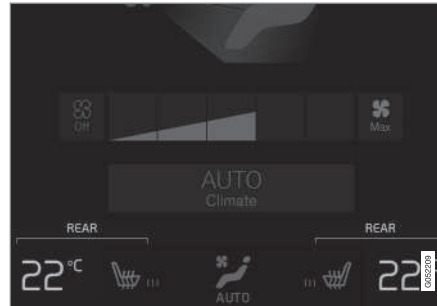 Off
Max
AUTO
Climate
REAR
REAR
22°C
22
AUTO
G052209